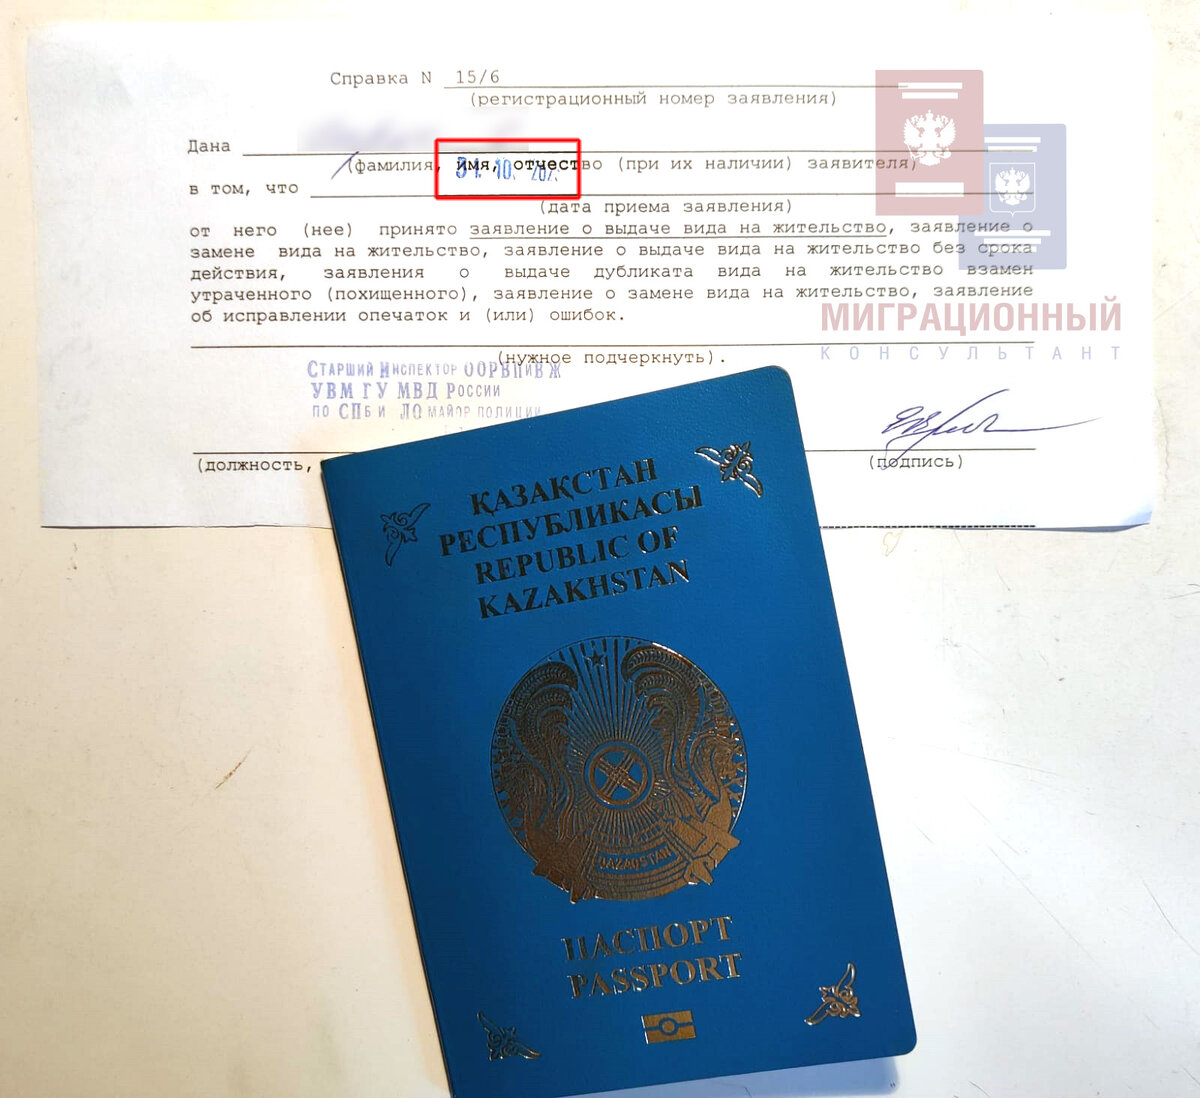 Справка N 15/6
(регистрационный номер заявления)
Дана
(фамилия, имя, отчество (при их наличии) заявителя)
31. 10.
в том, что
(дата приема заявления)
от него (нее) принято заявление о выдаче вида на жительство, заявление о
замене вида на жительство, заявление о выдаче вида на жительство без срока
действия, заявления о выдаче дубликата вида на жительство взамен
утраченного (похищенного), заявление о замене вида на жительство, заявление
об исправлении опечаток и (или) ошибок.
МИГРАЦИОННЫЙ
КОНСУЛЬТАНТ
(нужное подчеркнуть).
Старший Инспектор ООРВПиВЖ
УВМ ГУ МВД России
по СПб и ЛО майор полиции
(должность,
(подпись)
ҚАЗАҚСТАН
РЕСПУБЛИКАСЫ
REPUBLIC OF
KAZAKHSTAN
QAZAQSTAN
ПАСПОРТ
PASSPORT